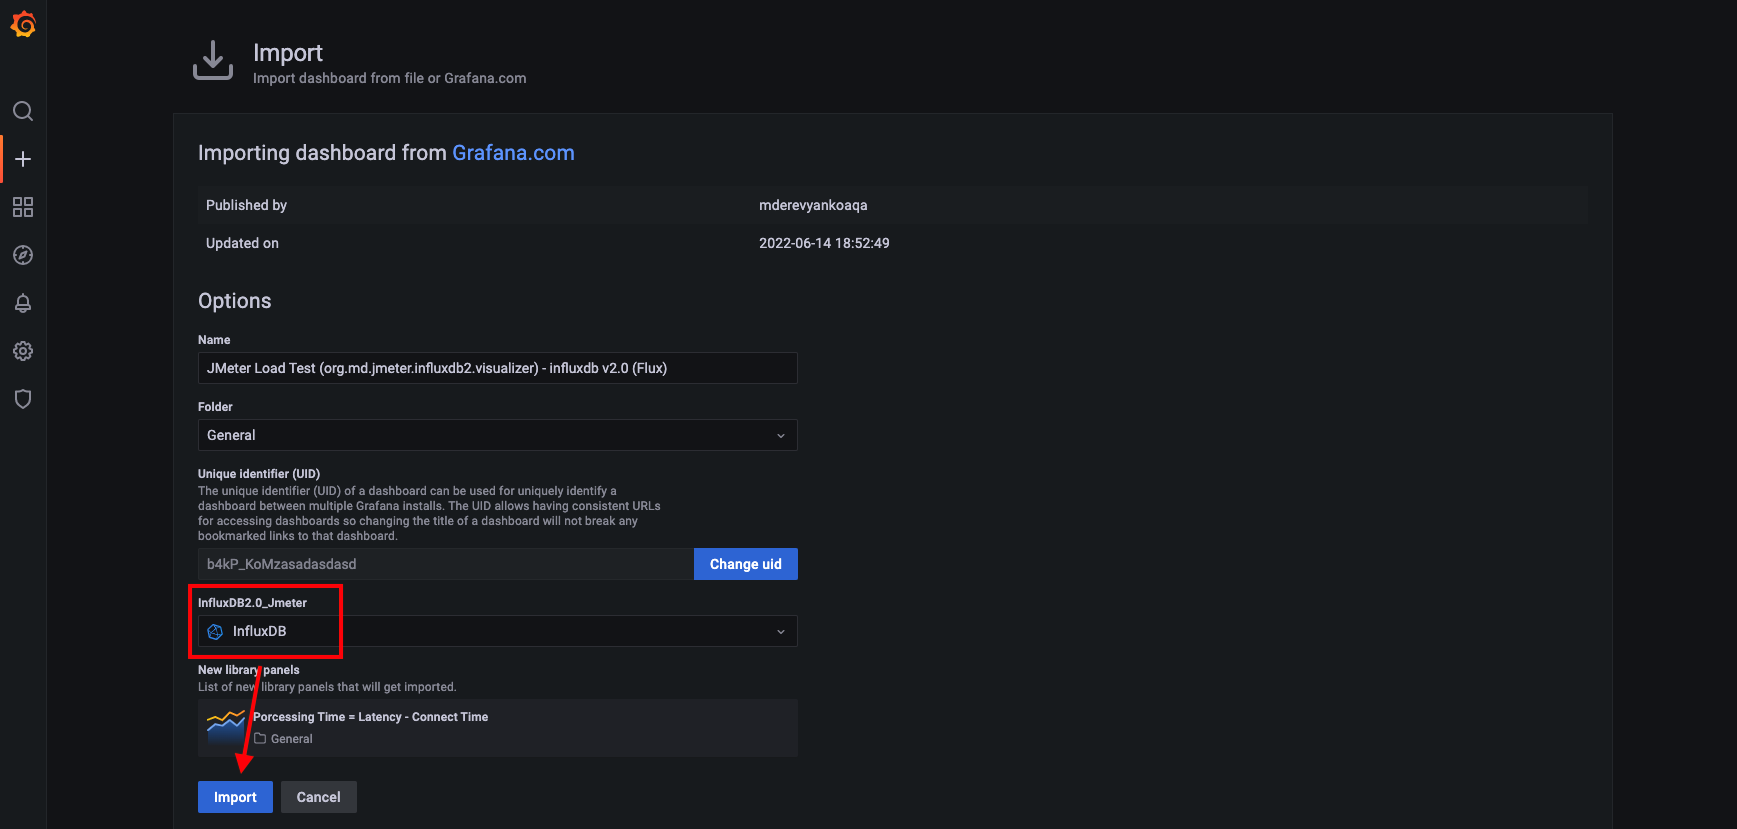 Import
Import dashboard from file or Grafana.com
Importing dashboard from Grafana.com
Published by mderevyankoaqa
Updated on 2022-06-14 18:52:49
Options
Name
JMeter Load Test (org.md.jmeter.influxdb2.visualizer) - influxdb v2.0 (Flux)
Folder
General
Unique identifier (UID)
The unique identifier (UID) of a dashboard can be used for uniquely identify a
dashboard between multiple Grafana installs. The UID allows having consistent URLs
for accessing dashboards so changing the title of a dashboard will not break any
bookmarked links to that dashboard.
b4kP_KoMzasadasdasd Change uid
InfluxDB2.0_Jmeter
InfluxDB
New library panels
List of new library panels that will get imported.
Porcessing Time = Latency - Connect Time
General
Import Cancel